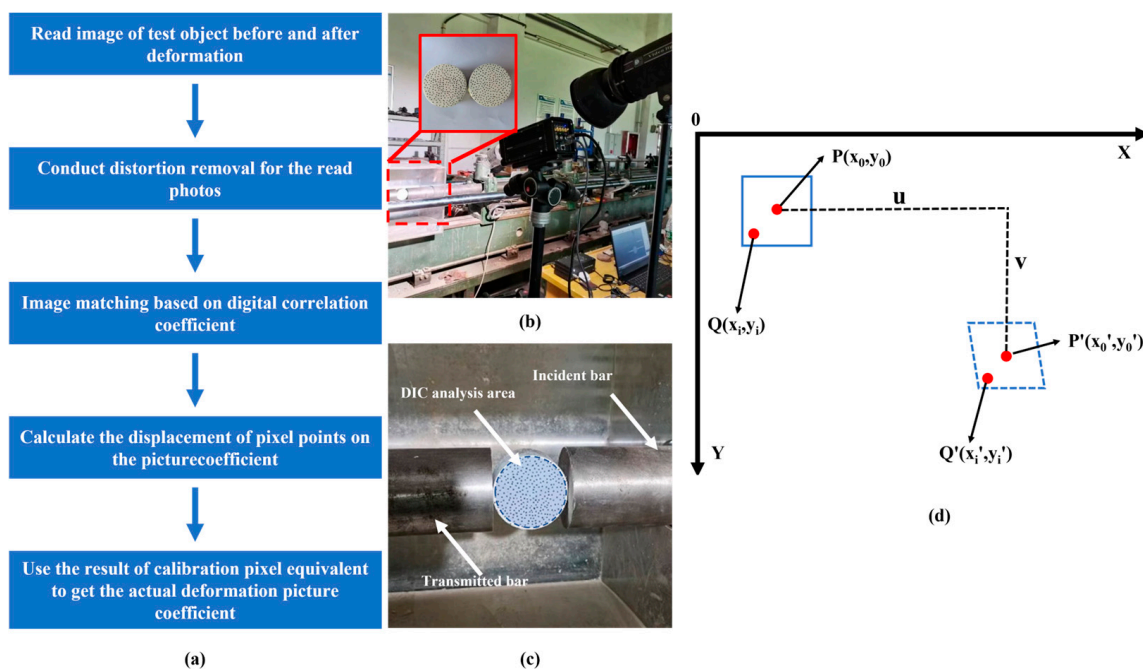 Read image of test object before and after
deformation
Conduct distortion removal for the read
photos
Image matching based on digital correlation
coefficient
Calculate the displacement of pixel points on
the picturecoefficient
Use the result of calibration pixel equivalent
to get the actual deformation picture
coefficient
(a)
(b)
DIC analysis area
Incident bar
Transmitted bar
(c)
0
X
P(x₀,y₀)
u
v
Q(xᵢ,yᵢ)
P'(x₀',y₀')
Y
Q'(xᵢ',yᵢ')
(d)